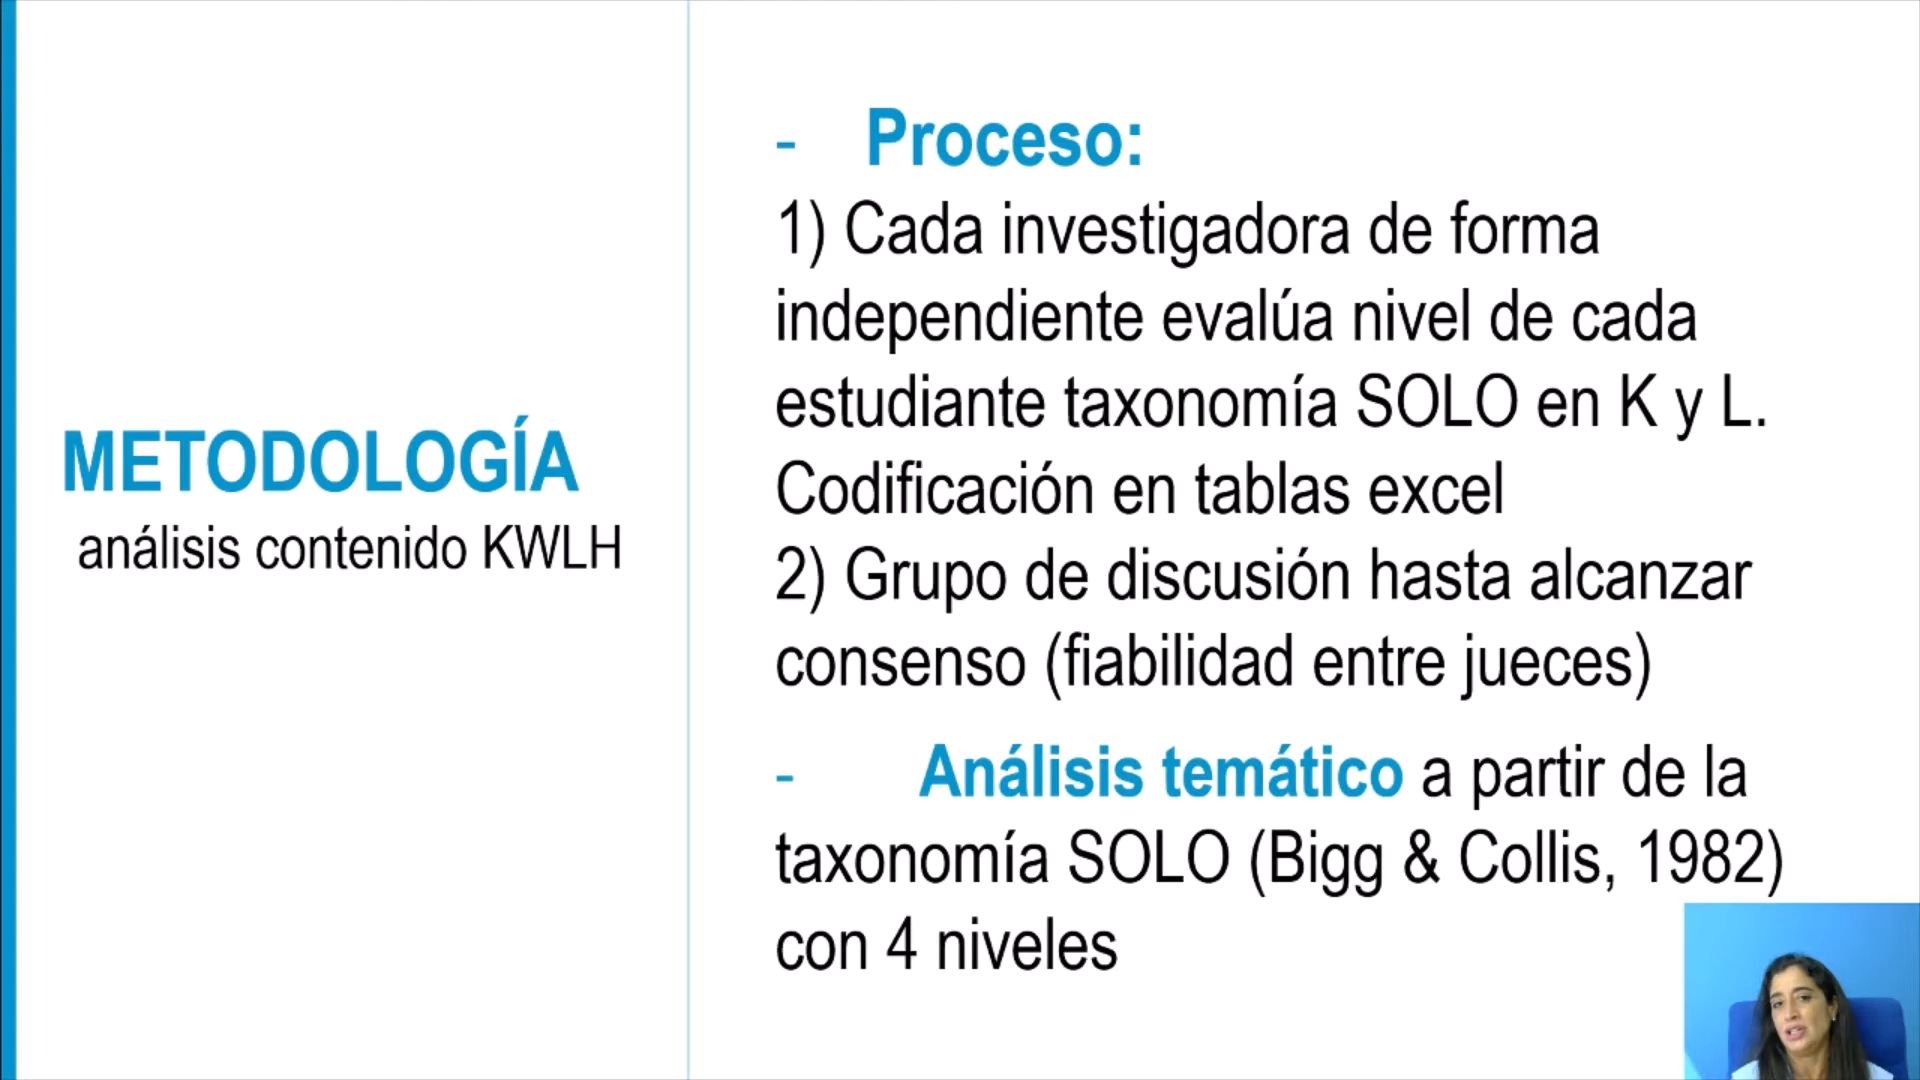 METODOLOGÍA
análisis contenido KWLH
- Proceso:
1) Cada investigadora de forma
independiente evalúa nivel de cada
estudiante taxonomía SOLO en K y L.
Codificación en tablas excel
2) Grupo de discusión hasta alcanzar
consenso (fiabilidad entre jueces)
- Análisis temático a partir de la
taxonomía SOLO (Bigg & Collis, 1982)
con 4 niveles